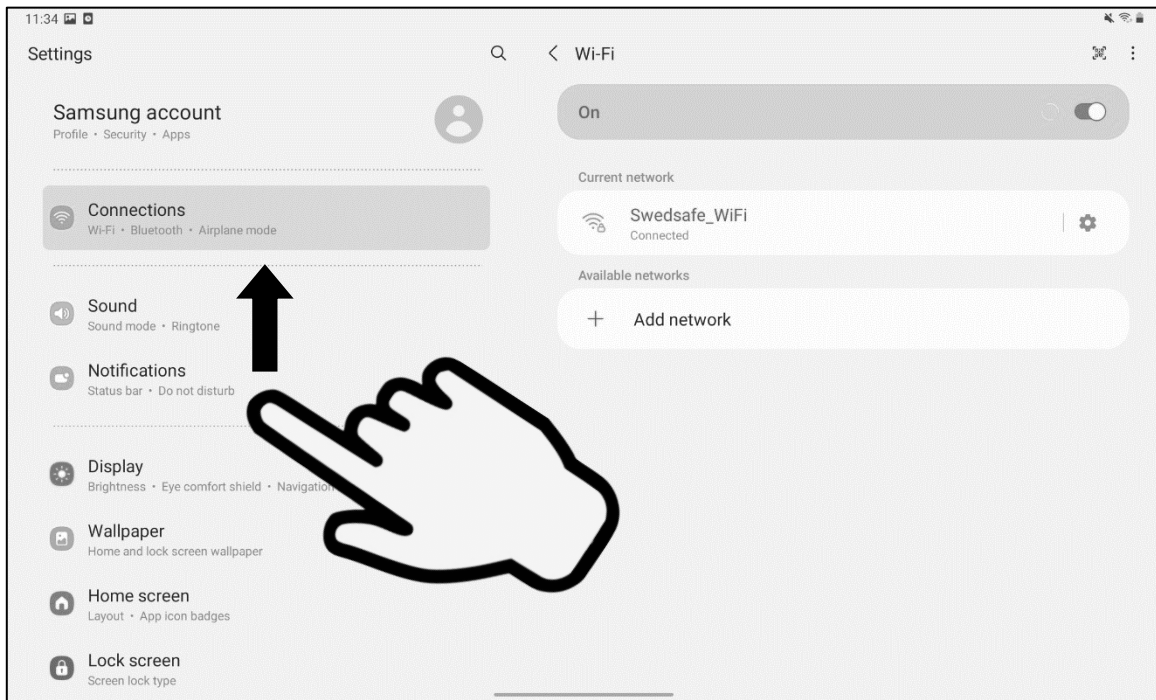 11:34
Settings
Samsung account
Profile • Security • Apps
Connections
Wi-Fi • Bluetooth • Airplane mode
Sound
Sound mode • Ringtone
Notifications
Status bar • Do not disturb
Display
Brightness • Eye comfort shield • Navigation
Wallpaper
Home and lock screen wallpaper
Home screen
Layout • App icon badges
Lock screen
Screen lock type
Wi-Fi
On
Current network
Swedsafe_WiFi
Connected
Available networks
Add network